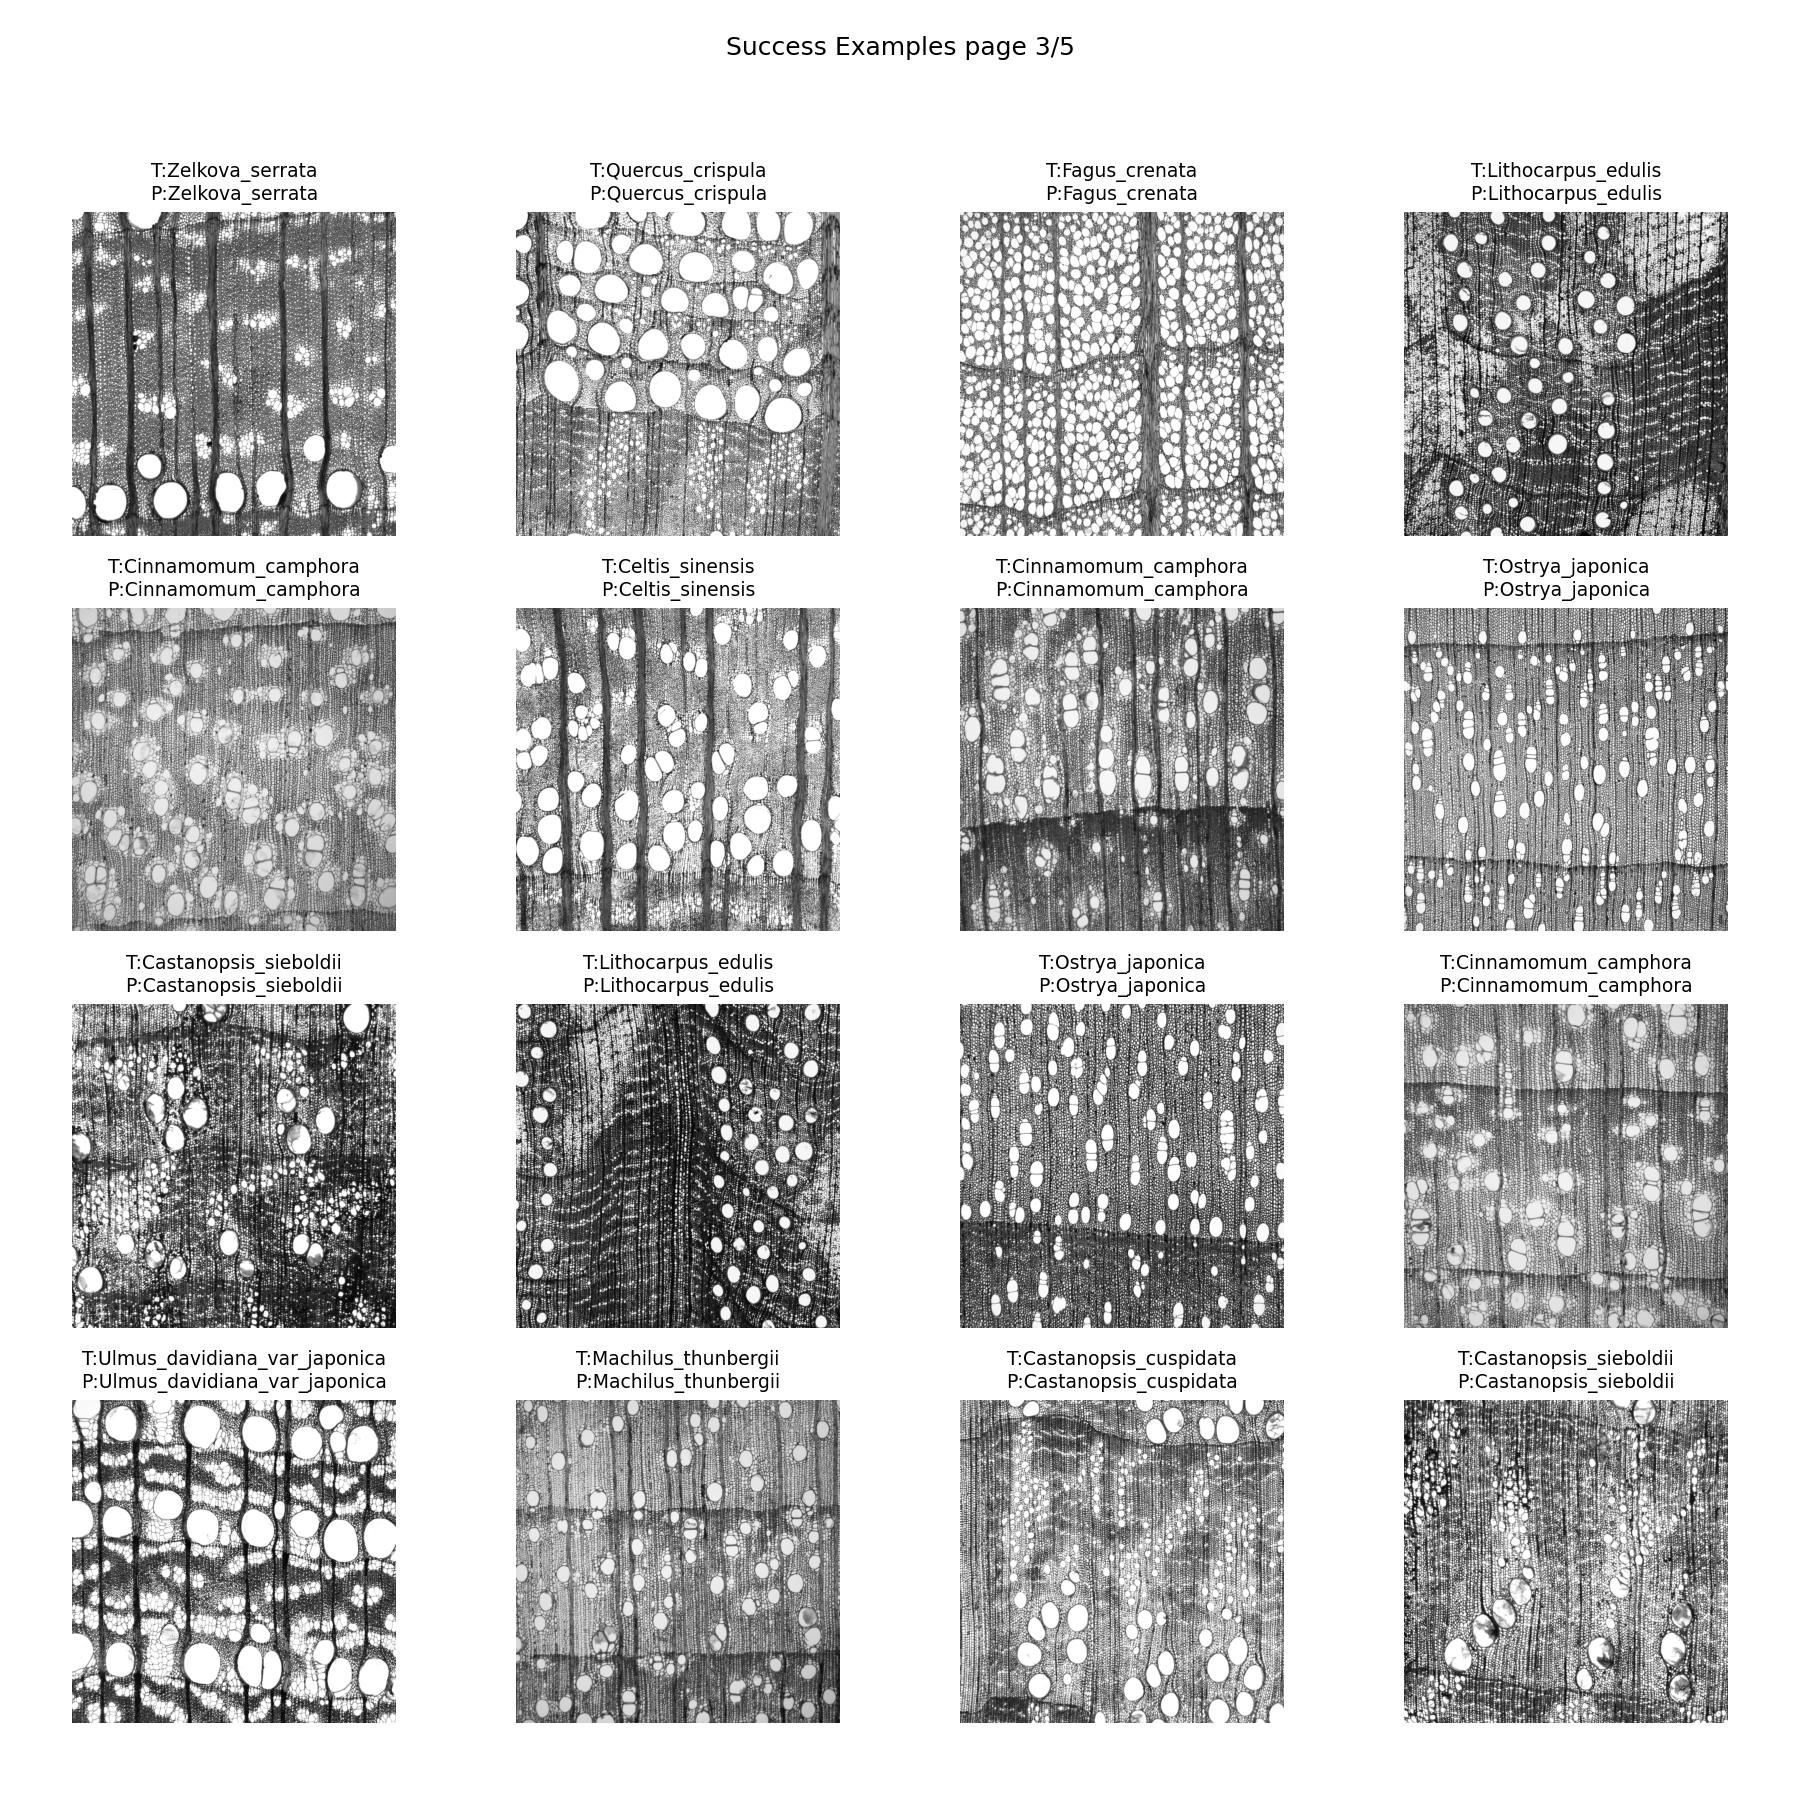 Success Examples page 3/5
T:Zelkova_serrata
P:Zelkova_serrata
T:Quercus_crispula
P:Quercus_crispula
T:Fagus_crenata
P:Fagus_crenata
T:Lithocarpus_edulis
P:Lithocarpus_edulis
T:Cinnamomum_camphora
P:Cinnamomum_camphora
T:Celtis_sinensis
P:Celtis_sinensis
T:Cinnamomum_camphora
P:Cinnamomum_camphora
T:Ostrya_japonica
P:Ostrya_japonica
T:Castanopsis_sieboldii
P:Castanopsis_sieboldii
T:Lithocarpus_edulis
P:Lithocarpus_edulis
T:Ostrya_japonica
P:Ostrya_japonica
T:Cinnamomum_camphora
P:Cinnamomum_camphora
T:Ulmus_davidiana_var_japonica
P:Ulmus_davidiana_var_japonica
T:Machilus_thunbergii
P:Machilus_thunbergii
T:Castanopsis_cuspidata
P:Castanopsis_cuspidata
T:Castanopsis_sieboldii
P:Castanopsis_sieboldii